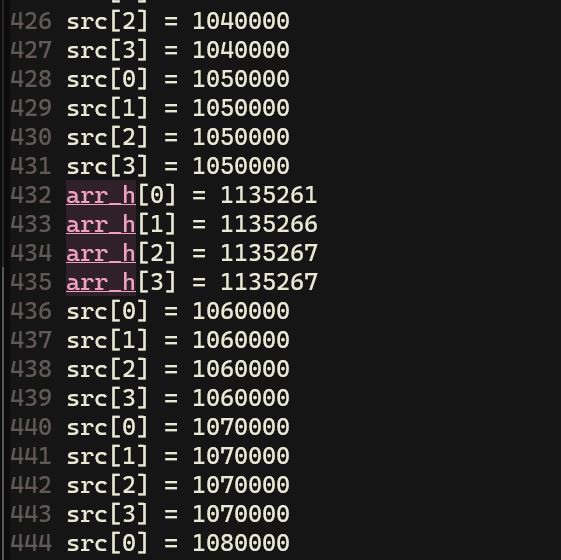 426 src[2] = 1040000
427 src[3] = 1040000
428 src[0] = 1050000
429 src[1] = 1050000
430 src[2] = 1050000
431 src[3] = 1050000
432 arr_h[0] = 1135261
433 arr_h[1] = 1135266
434 arr_h[2] = 1135267
435 arr_h[3] = 1135267
436 src[0] = 1060000
437 src[1] = 1060000
438 src[2] = 1060000
439 src[3] = 1060000
440 src[0] = 1070000
441 src[1] = 1070000
442 src[2] = 1070000
443 src[3] = 1070000
444 src[0] = 1080000